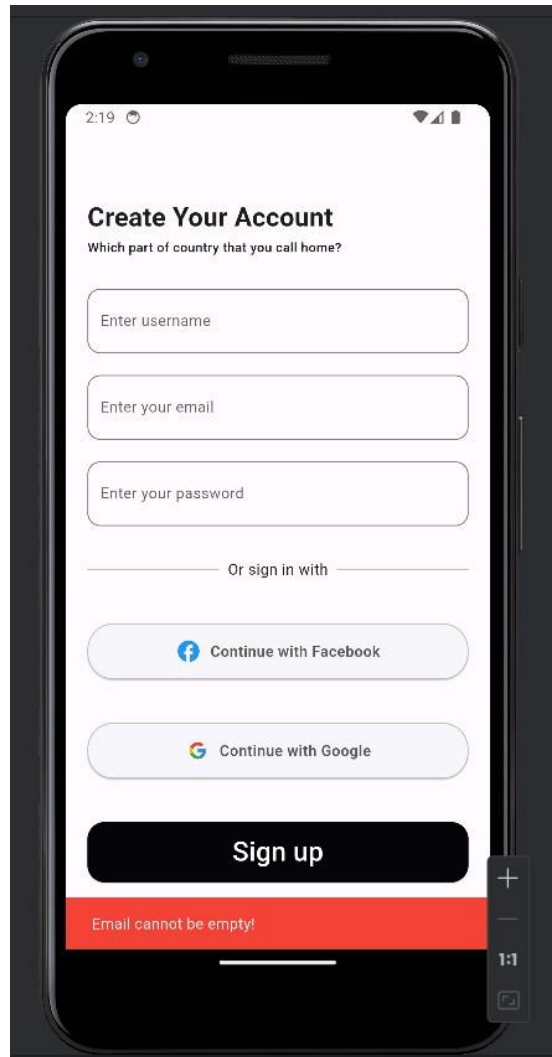 2:19
Create Your Account
Which part of country that you call home?
Enter username
Enter your email
Enter your password
Or sign in with
Continue with Facebook
Continue with Google
Sign up
Email cannot be empty!
1:1